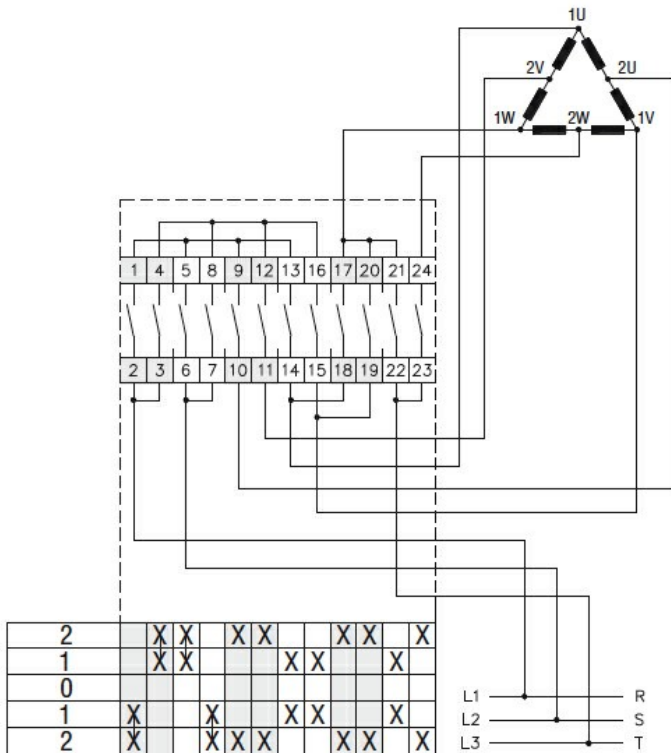 1U
2V 2U
1W 2W 1V
1 4 5 8 9 12 13 16 17 20 21 24
2 3 6 7 10 11 14 15 18 19 22 23
2 X X X X X X X
1 X X X X X
0
1 X X X X X
2 X X X X X X X
L1 R
L2 S
L3 T